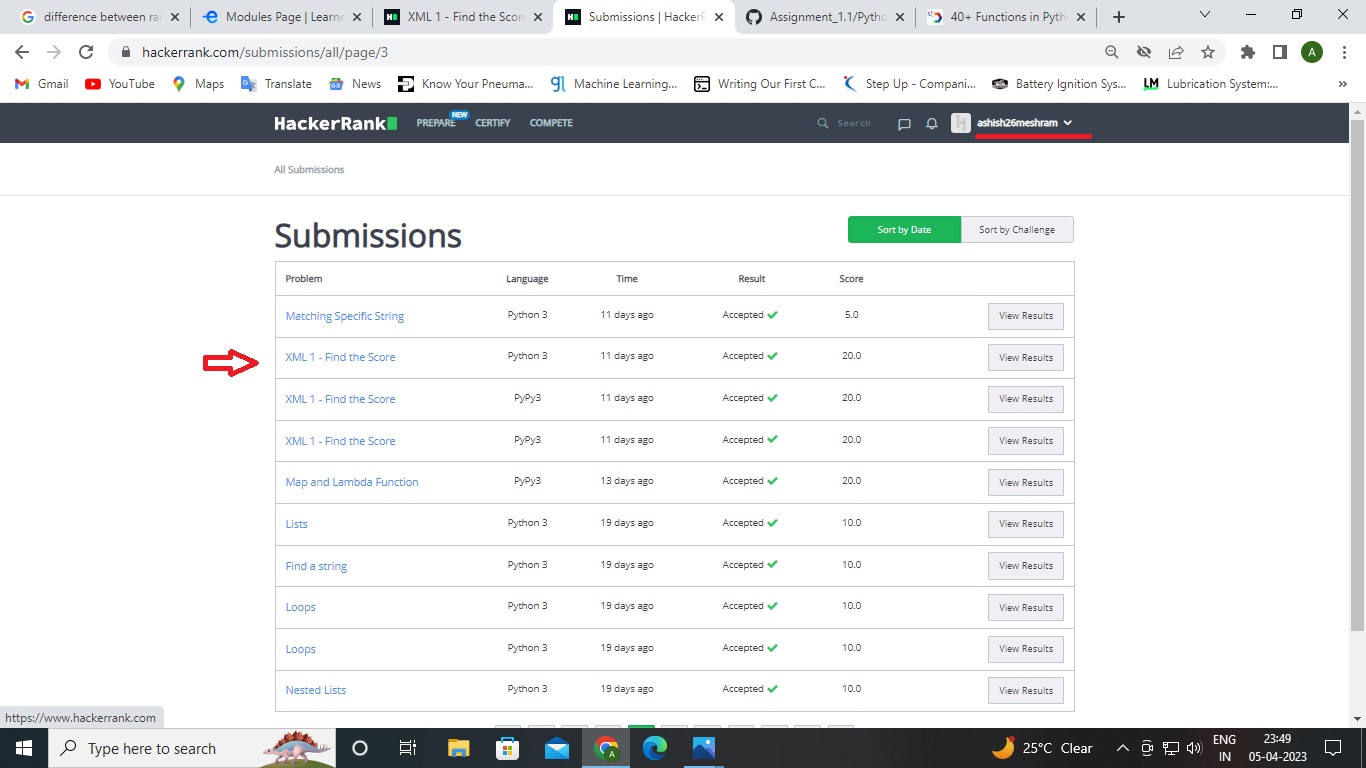 difference between ra
Modules Page | Learne
XML 1 - Find the Scor
Submissions | HackerR
Assignment_1.1/Pytho
40+ Functions in Pyth
hackerrank.com/submissions/all/page/3
A
Gmail
YouTube
Maps
Translate
News
Know Your Pneuma...
Machine Learning,...
Writing Our First C...
Step Up - Compani...
Battery Ignition Sys...
Lubrication System:...
HackerRank
PREPARE
NEW
CERTIFY
COMPETE
Search
ashish26meshram
All Submissions
Submissions
Sort by Date
Sort by Challenge
Problem Language Time Result Score
Matching Specific String Python 3 11 days ago Accepted 5.0 View Results
XML 1 - Find the Score Python 3 11 days ago Accepted 20.0 View Results
XML 1 - Find the Score PyPy3 11 days ago Accepted 20.0 View Results
XML 1 - Find the Score PyPy3 11 days ago Accepted 20.0 View Results
Map and Lambda Function PyPy3 13 days ago Accepted 20.0 View Results
Lists Python 3 19 days ago Accepted 10.0 View Results
Find a string Python 3 19 days ago Accepted 10.0 View Results
Loops Python 3 19 days ago Accepted 10.0 View Results
Loops Python 3 19 days ago Accepted 10.0 View Results
Nested Lists Python 3 19 days ago Accepted 10.0 View Results
https://www.hackerrank.com
Type here to search
25°C Clear
ENG
IN
23:49
05-04-2023